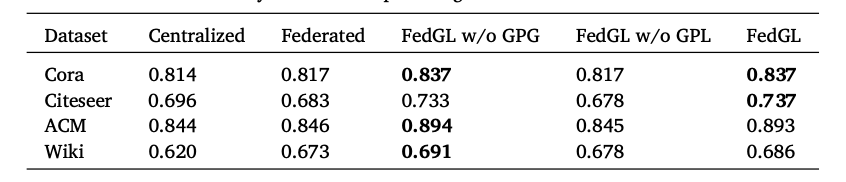 Dataset Centralized Federated FedGL w/o GPG FedGL w/o GPL FedGL
Cora 0.814 0.817 0.837 0.817 0.837
Citeseer 0.696 0.683 0.733 0.678 0.737
ACM 0.844 0.846 0.894 0.845 0.893
Wiki 0.620 0.673 0.691 0.678 0.686